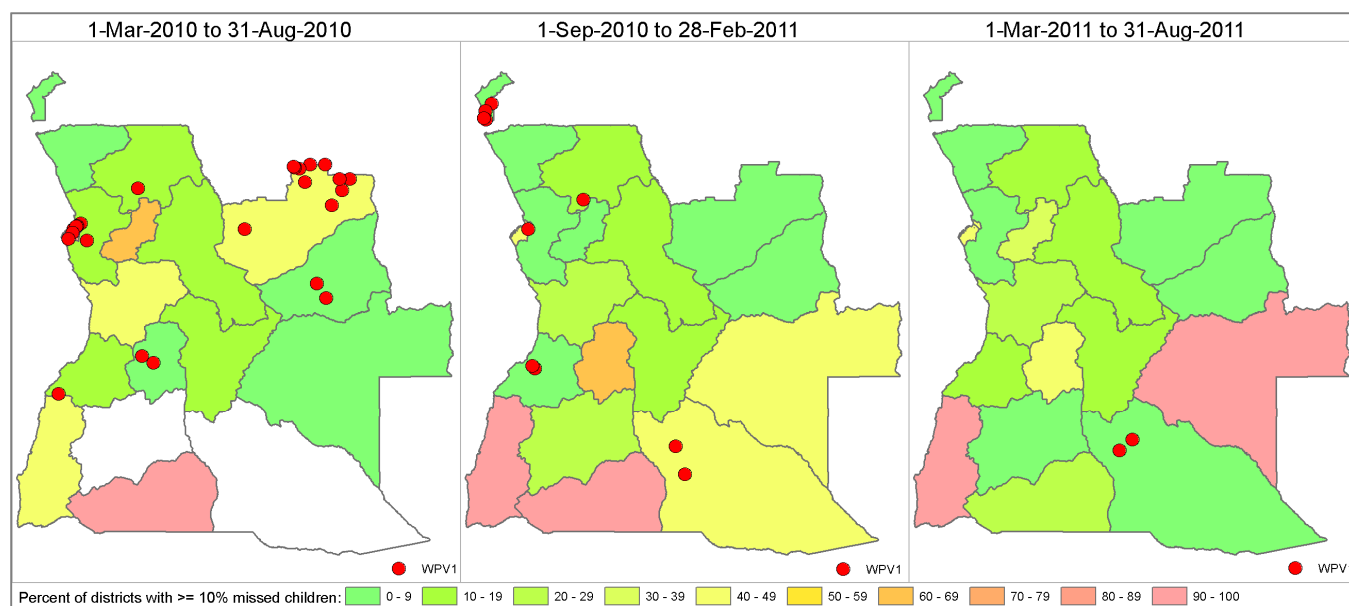 1-Mar-2010 to 31-Aug-2010
1-Sep-2010 to 28-Feb-2011
1-Mar-2011 to 31-Aug-2011
WPV1
WPV1
WPV1
Percent of districts with >= 10% missed children: 0 - 9 10 - 19 20 - 29 30 - 39 40 - 49 50 - 59 60 - 69 70 - 79 80 - 89 90 - 100